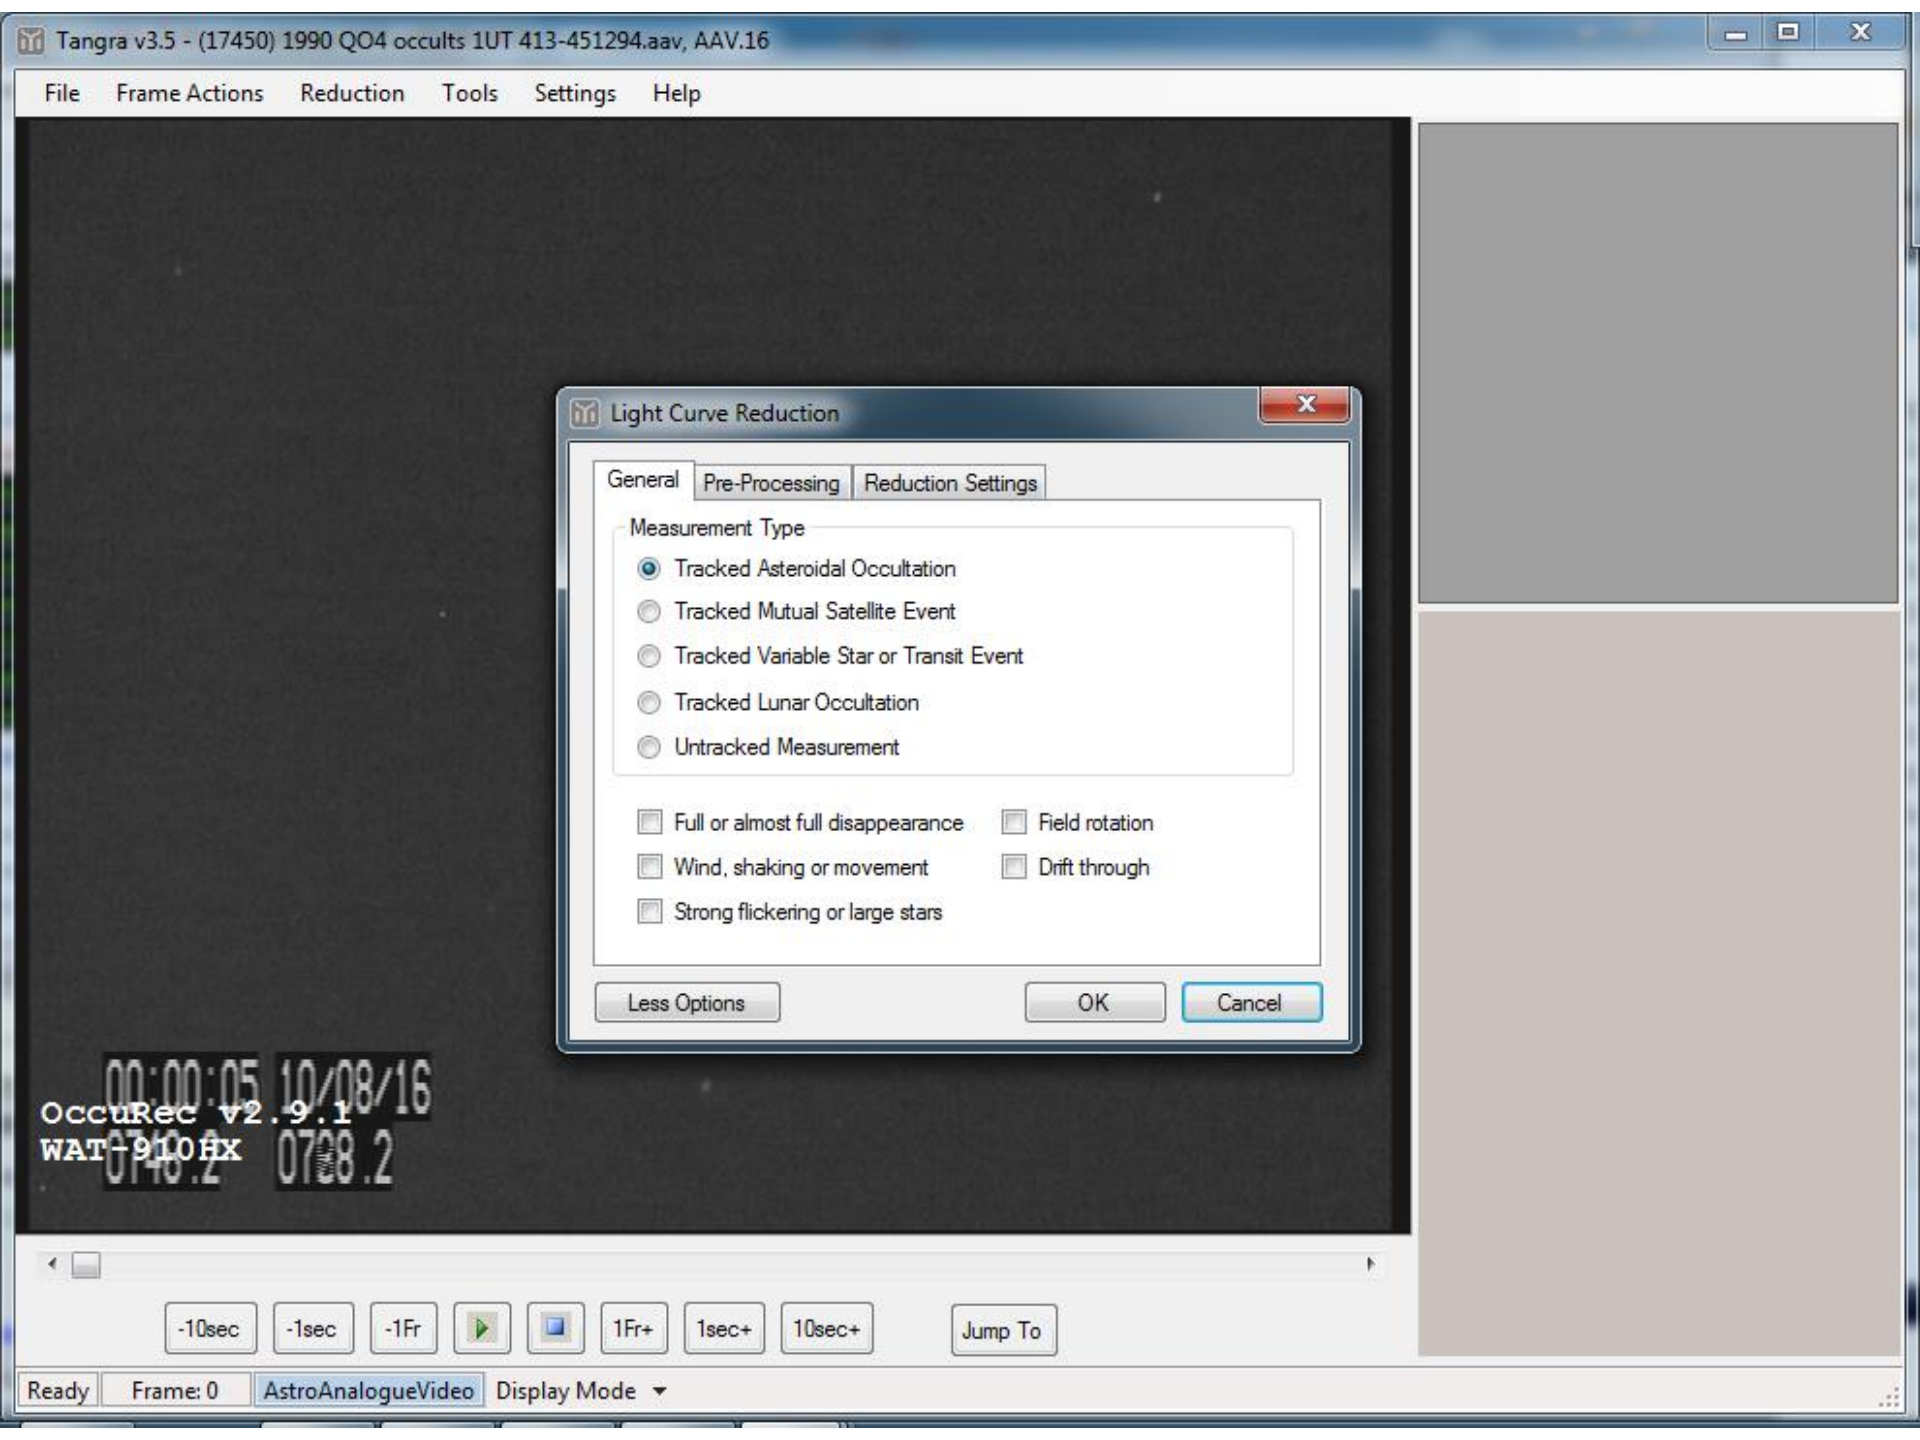 Tangra v3.5 - (17450) 1990 QO4 occults 1UT 413-451294.aav, AAV.16
File Frame Actions Reduction Tools Settings Help
Light Curve Reduction
General Pre-Processing Reduction Settings
Measurement Type
Tracked Asteroidal Occultation
Tracked Mutual Satellite Event
Tracked Variable Star or Transit Event
Tracked Lunar Occultation
Untracked Measurement
Full or almost full disappearance Field rotation
Wind, shaking or movement Drift through
Strong flickering or large stars
Less Options OK Cancel
00:00:05 10/08/16
OccuRec v2.9.1
WAT-910HX
-10sec -1sec -1Fr 1Fr+ 1sec+ 10sec+ Jump To
Ready Frame: 0 AstroAnalogueVideo Display Mode